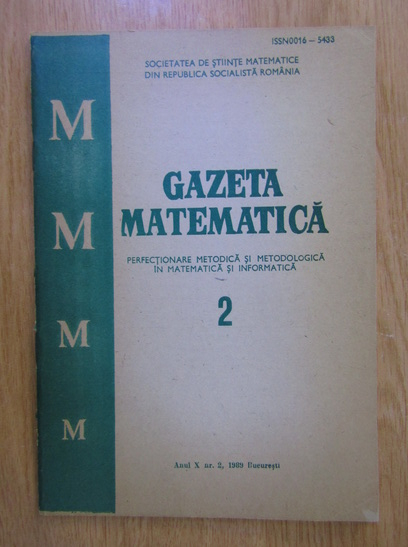 ISSN0016 – 5433
SOCIETATEA DE ȘTIINȚE MATEMATICE
DIN REPUBLICA SOCIALISTĂ ROMÂNIA
M
M
M
M
GAZETA
MATEMATICĂ
PERFECȚIONARE METODICĂ ȘI METODOLOGICĂ
ÎN MATEMATICĂ ȘI INFORMATICĂ
2
Anul X nr. 2, 1989 București